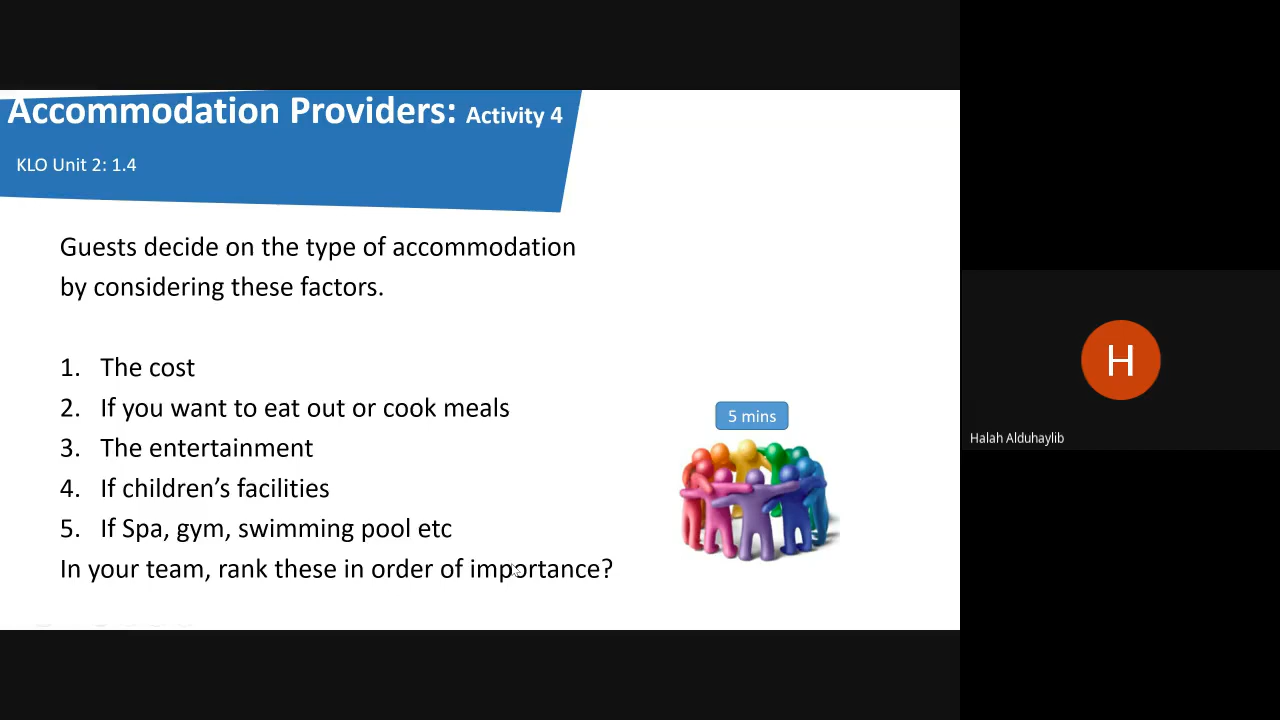 Accommodation Providers: Activity 4
KLO Unit 2: 1.4
Guests decide on the type of accommodation
by considering these factors.
1. The cost
2. If you want to eat out or cook meals
3. The entertainment
4. If children’s facilities
5. If Spa, gym, swimming pool etc
In your team, rank these in order of importance?
5 mins
H
Halah Alduhaylib